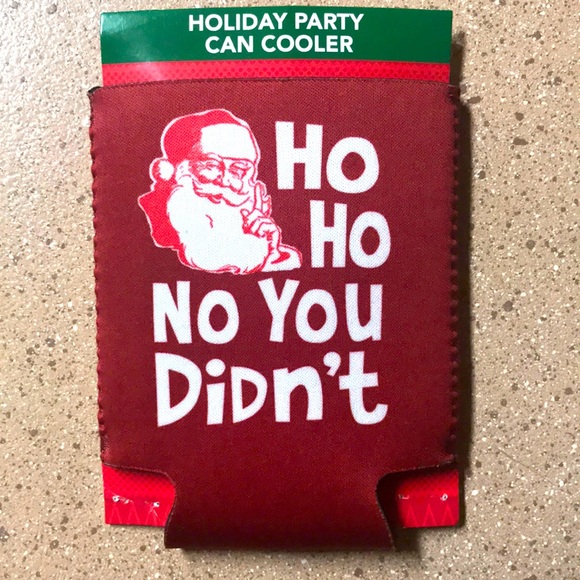 HOLIDAY PARTY
CAN COOLER
HO
HO
NO YOU
DiDn't